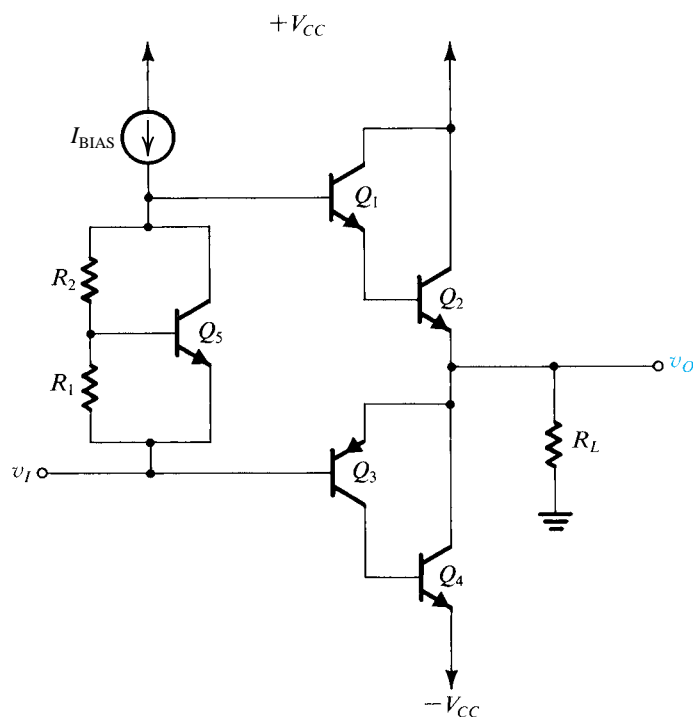 +V_CC
I_BIAS
Q_1
R_2
Q_2
Q_5
v_O
R_1
R_L
Q_3
v_I
Q_4
−V_CC